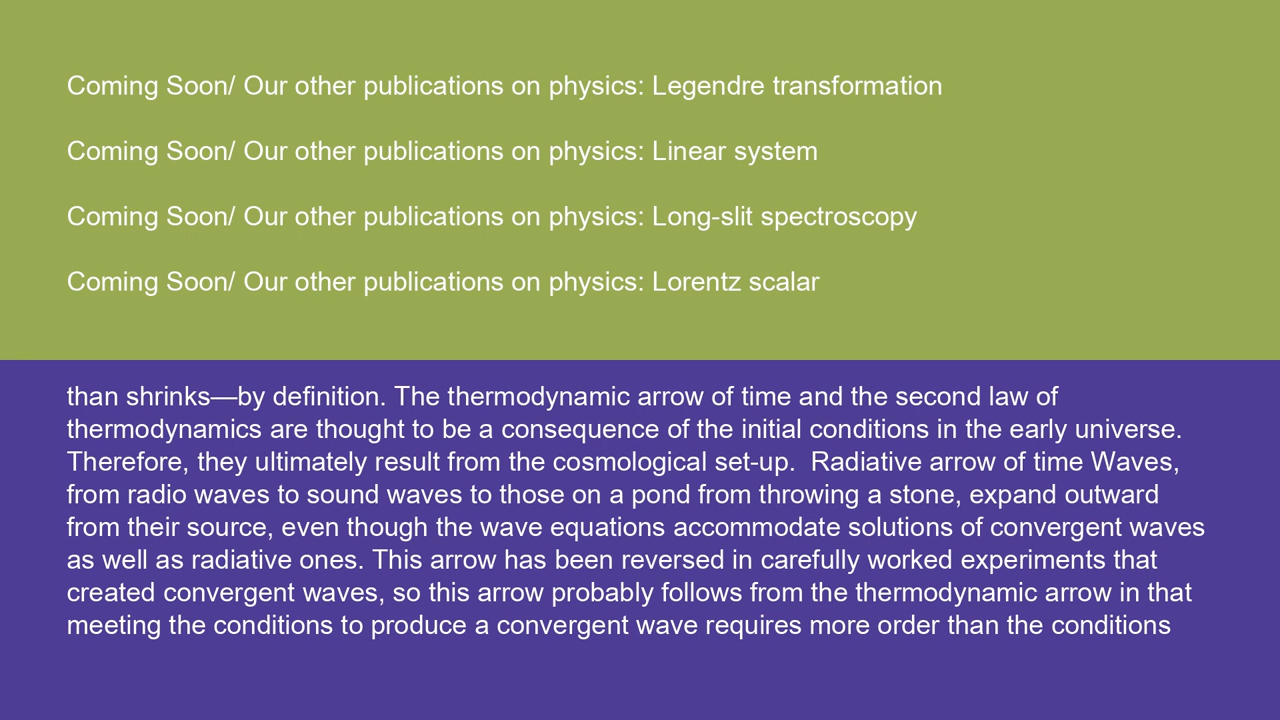 Coming Soon/ Our other publications on physics: Legendre transformation
Coming Soon/ Our other publications on physics: Linear system
Coming Soon/ Our other publications on physics: Long-slit spectroscopy
Coming Soon/ Our other publications on physics: Lorentz scalar
than shrinks—by definition. The thermodynamic arrow of time and the second law of
thermodynamics are thought to be a consequence of the initial conditions in the early universe.
Therefore, they ultimately result from the cosmological set-up.  Radiative arrow of time Waves,
from radio waves to sound waves to those on a pond from throwing a stone, expand outward
from their source, even though the wave equations accommodate solutions of convergent waves
as well as radiative ones. This arrow has been reversed in carefully worked experiments that
created convergent waves, so this arrow probably follows from the thermodynamic arrow in that
meeting the conditions to produce a convergent wave requires more order than the conditions